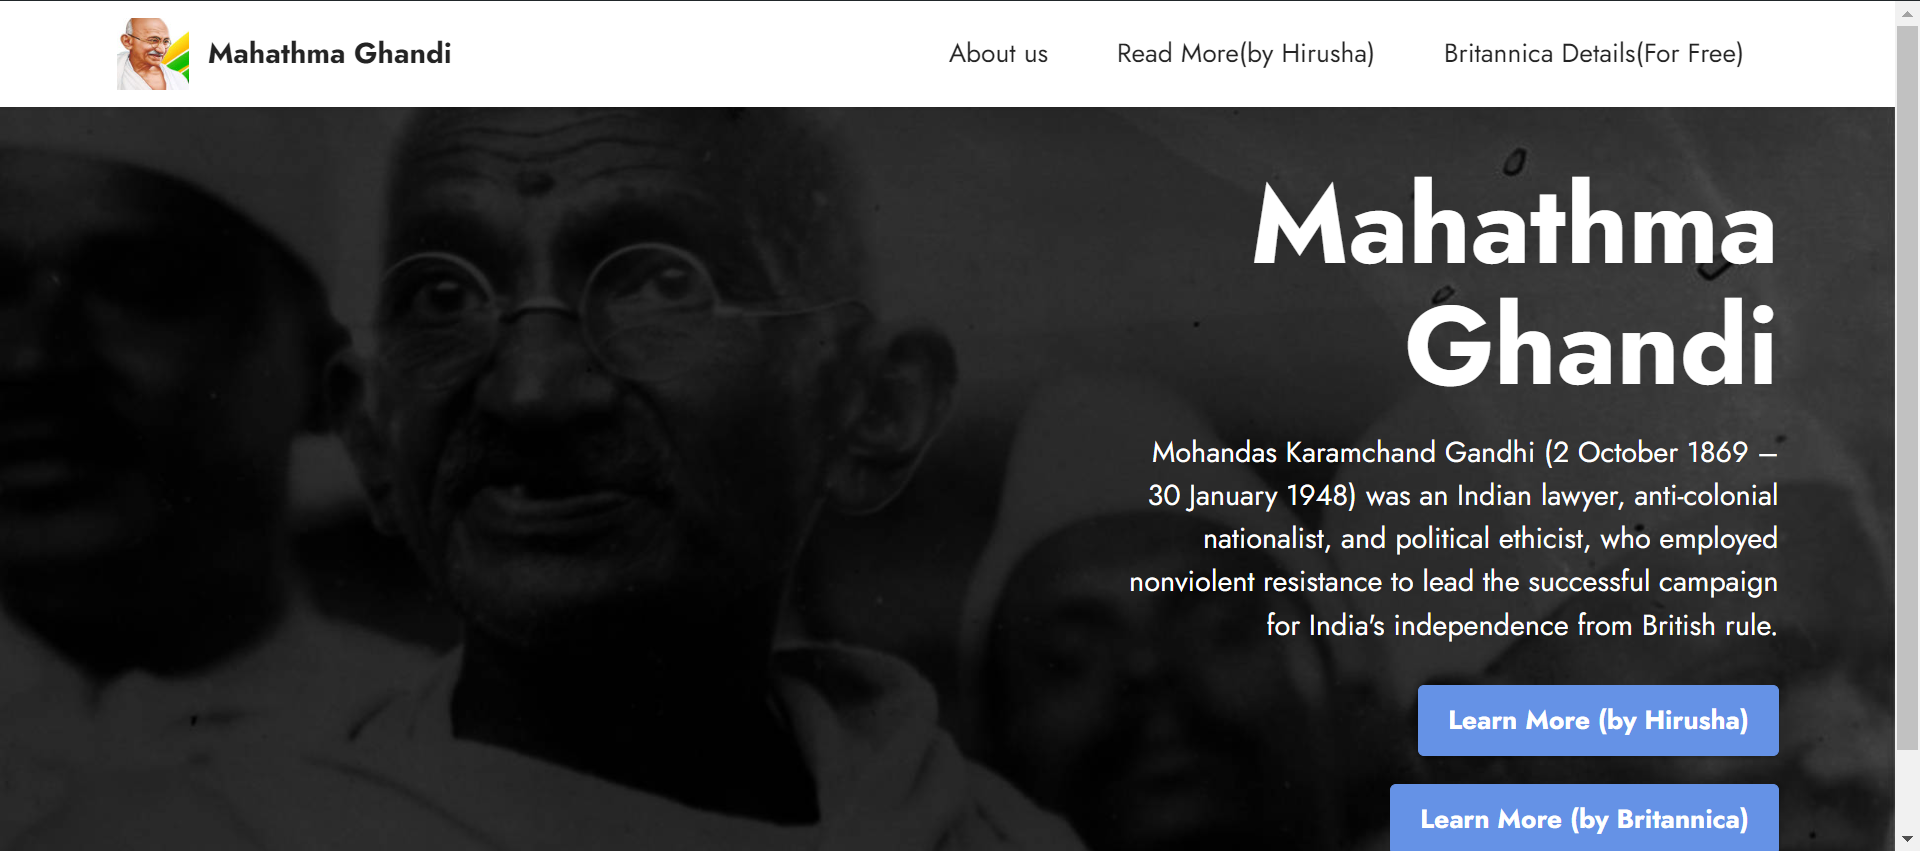 Mahathma Ghandi
About us
Read More(by Hirusha)
Britannica Details(For Free)
Mahathma
Ghandi
Mohandas Karamchand Gandhi (2 October 1869 –
30 January 1948) was an Indian lawyer, anti-colonial
nationalist, and political ethicist, who employed
nonviolent resistance to lead the successful campaign
for India's independence from British rule.
Learn More (by Hirusha)
Learn More (by Britannica)